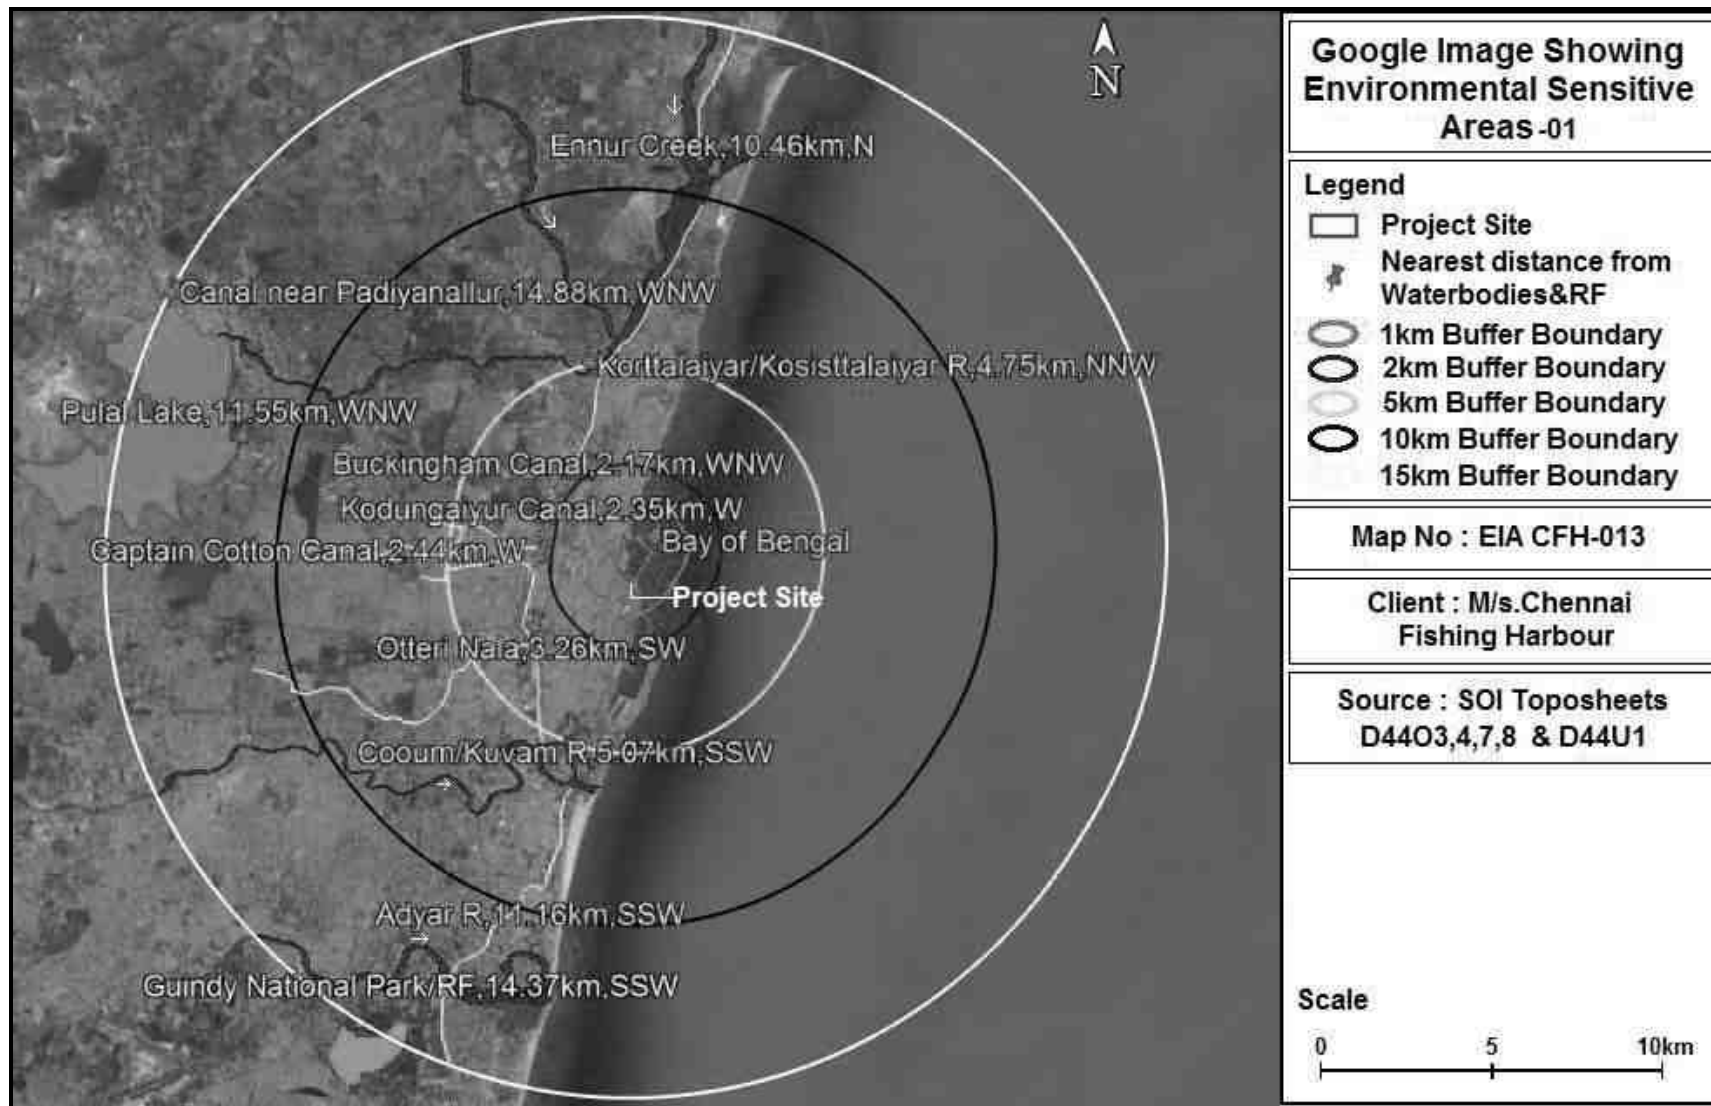 N
Ennur Creek,10.46km,N
Canal near Padiyanallur,14.88km,WNW
Korttalaiyar/Kosisttalaiyar R,4.75km,NNW
Pulal Lake,11.55km,WNW
Buckingham Canal,2.17km,WNW
Kodungaiyur Canal,2.35km,W
Captain Cotton Canal,2.44km,W
Bay of Bengal
Project Site
Otteri Nala,3.26km,SW
Cooum/Kuvam R 5.07km,SSW
Adyar R,11.16km,SSW
Guindy National Park/RF,14.37km,SSW
Google Image Showing
Environmental Sensitive
Areas -01
Legend
Project Site
Nearest distance from
Waterbodies&RF
1km Buffer Boundary
2km Buffer Boundary
5km Buffer Boundary
10km Buffer Boundary
15km Buffer Boundary
Map No : EIA CFH-013
Client : M/s.Chennai
Fishing Harbour
Source : SOI Toposheets
D44O3,4,7,8 & D44U1
Scale
0 5 10km